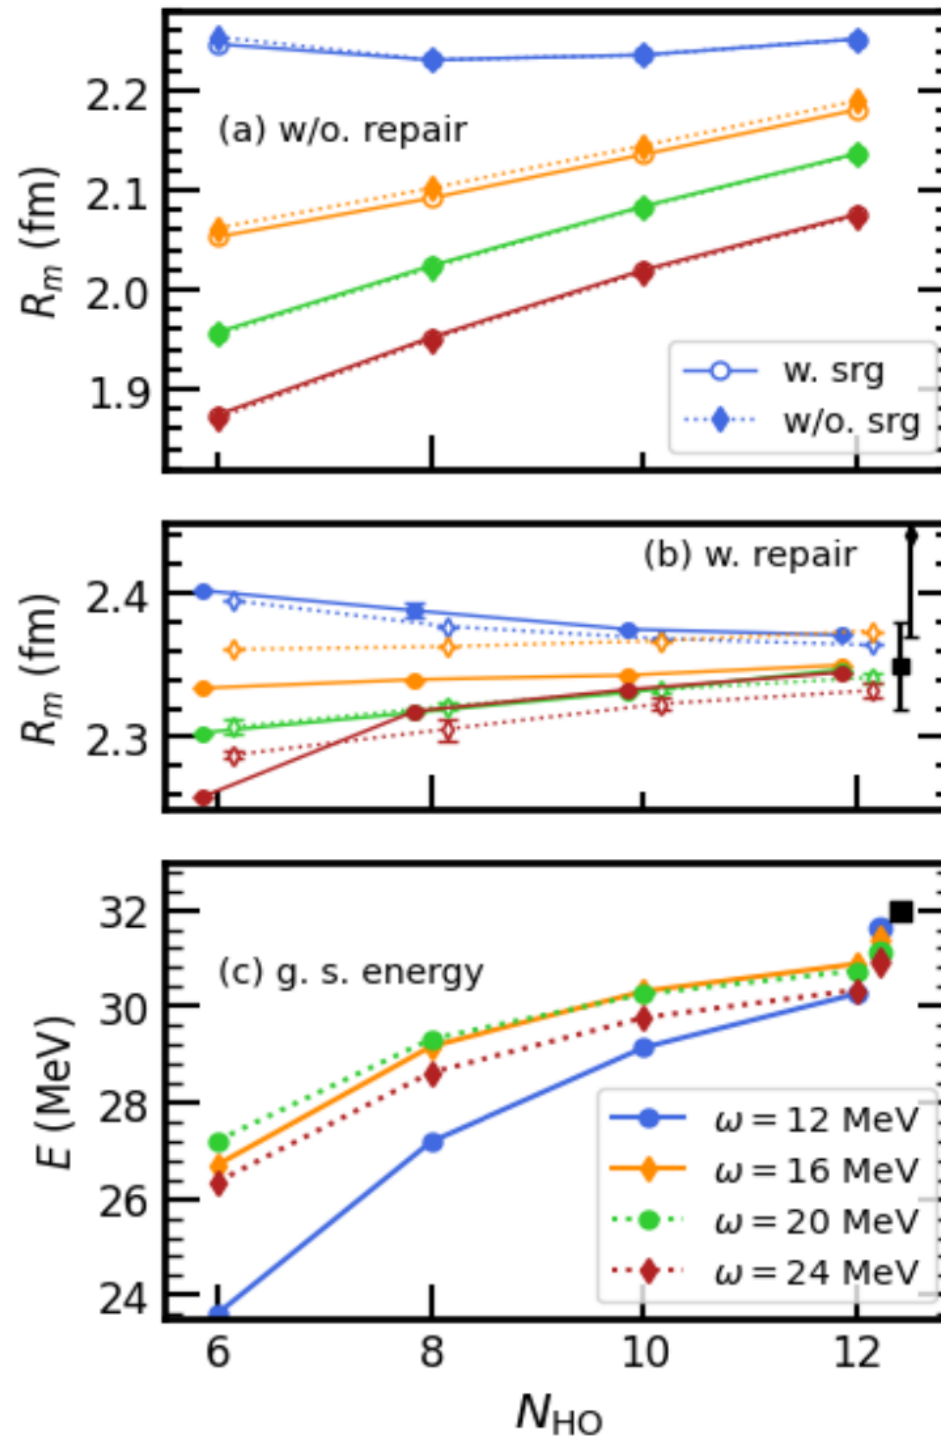 2.2
2.1
2.0
1.9
R_m (fm)
(a) w/o. repair
w. srg
w/o. srg
2.4
2.3
R_m (fm)
(b) w. repair
32
30
28
26
24
E (MeV)
(c) g. s. energy
ω = 12 MeV
ω = 16 MeV
ω = 20 MeV
ω = 24 MeV
6 8 10 12
N_HO